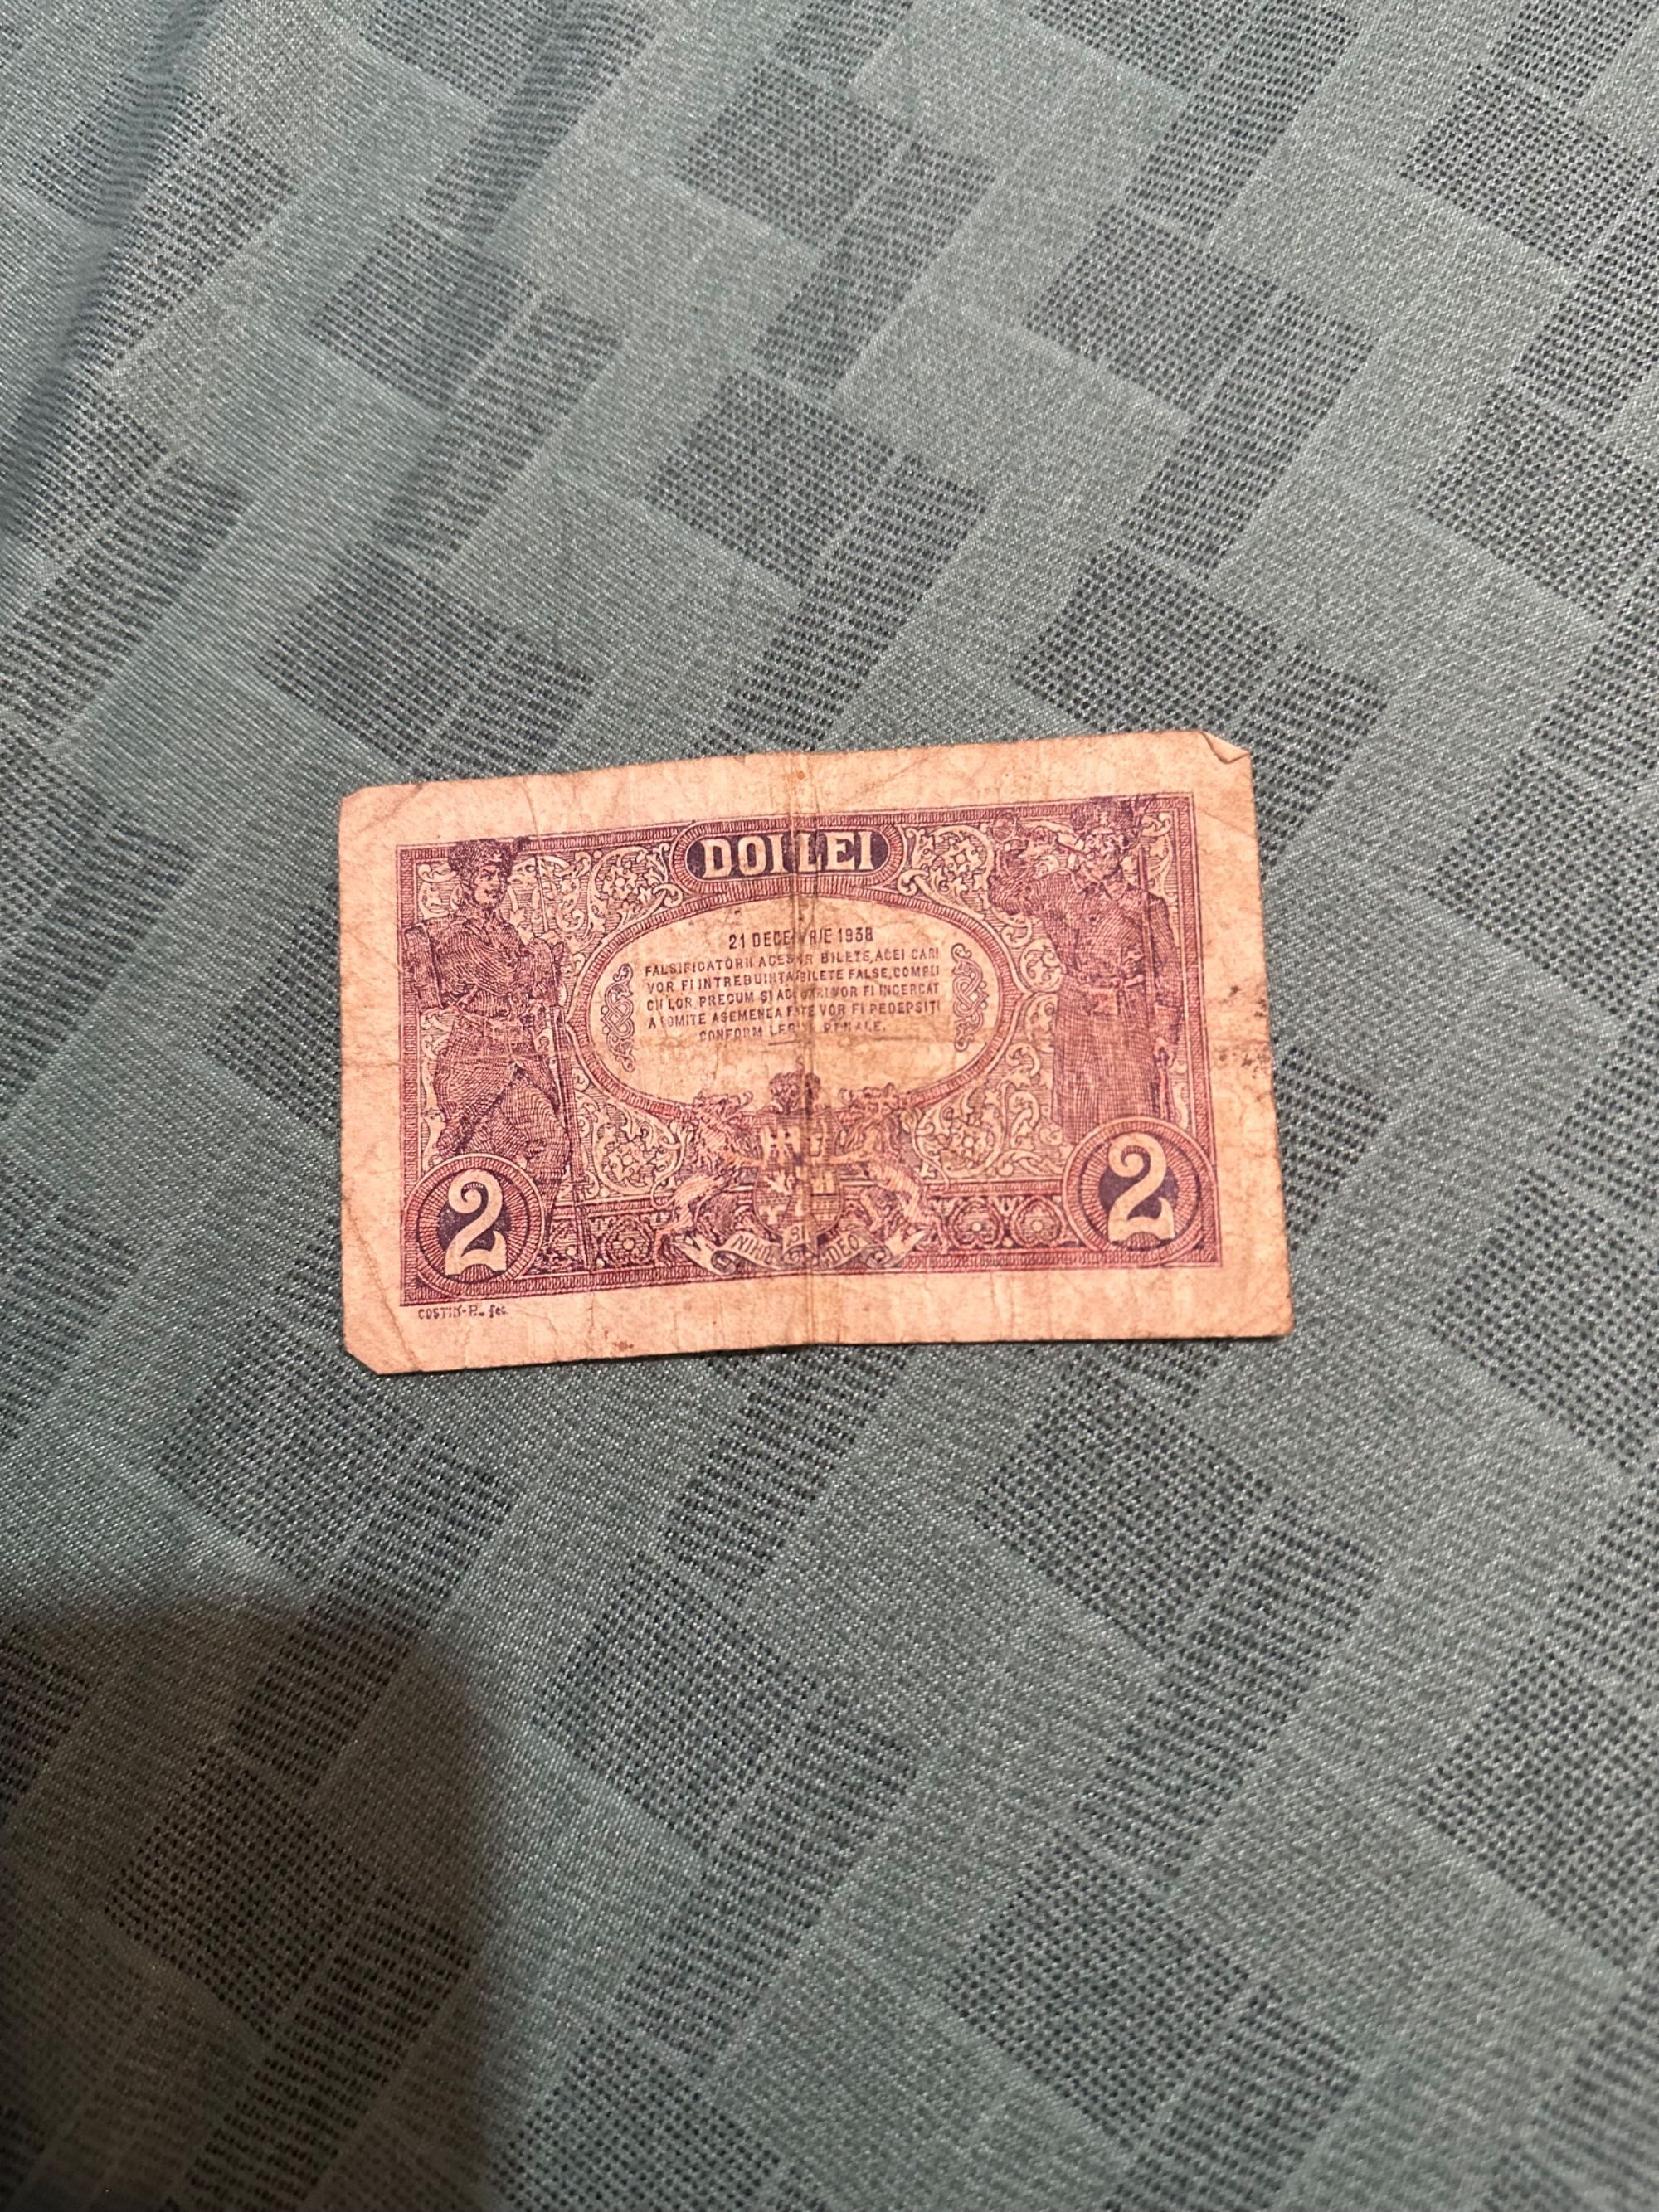 DOI LEI
21 DECEMVRIE 1938
FALSIFICATORII ACESTOR BILETE, ACEI CARI
VOR FI INTREBUINTA BILETE FALSE, COMPLI
CII LOR PRECUM ŞI ACEI CARI VOR FI INCERCAT
A COMITE ASEMENEA FAPTE VOR FI PEDEPSIŢI
CONFORM LEGII PENALE.
NIHIL SINE DEO
2
2
COSTIN-P. fec.